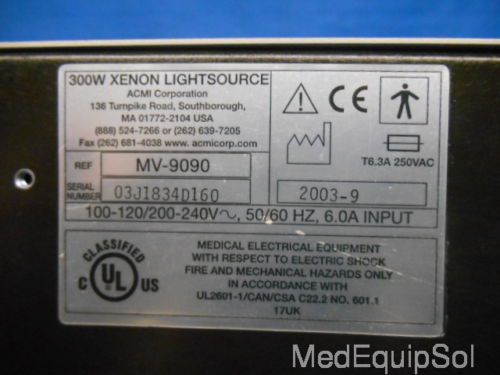 300W XENON LIGHTSOURCE
ACMI Corporation
136 Turnpike Road, Southborough,
MA 01772-2104 USA
(888) 524-7266 or (262) 639-7205
Fax (262) 681-4038 www.acmicorp.com
CE
T6.3A 250VAC
REF MV-9090
SERIAL NUMBER 03J1834D160
2003-9
100-120/200-240V~, 50/60 HZ, 6.0A INPUT
CLASSIFIED
C UL US
®
MEDICAL ELECTRICAL EQUIPMENT
WITH RESPECT TO ELECTRIC SHOCK
FIRE AND MECHANICAL HAZARDS ONLY
IN ACCORDANCE WITH
UL2601-1/CAN/CSA C22.2 NO. 601.1
17UK
MedEquipSol